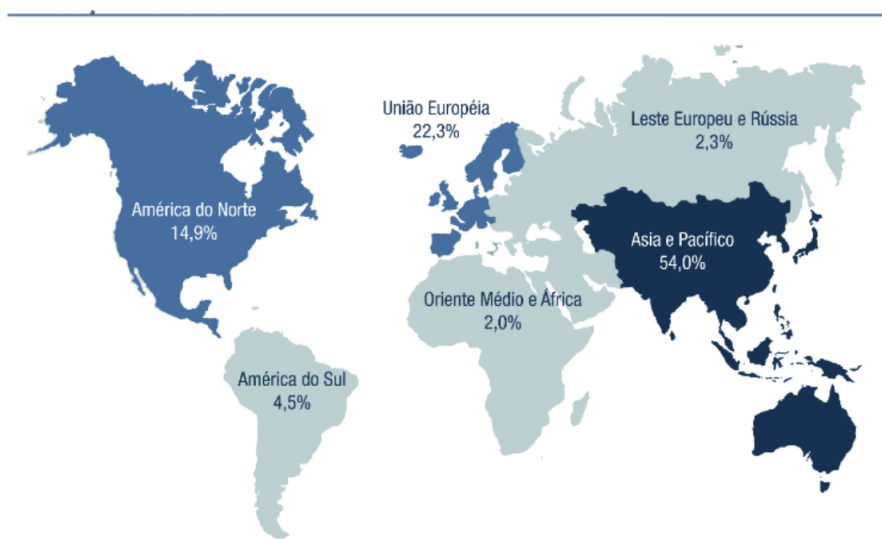 União Européia
22,3%
Leste Europeu e Rússia
2,3%
América do Norte
14,9%
Asia e Pacífico
54,0%
Oriente Médio e África
2,0%
América do Sul
4,5%